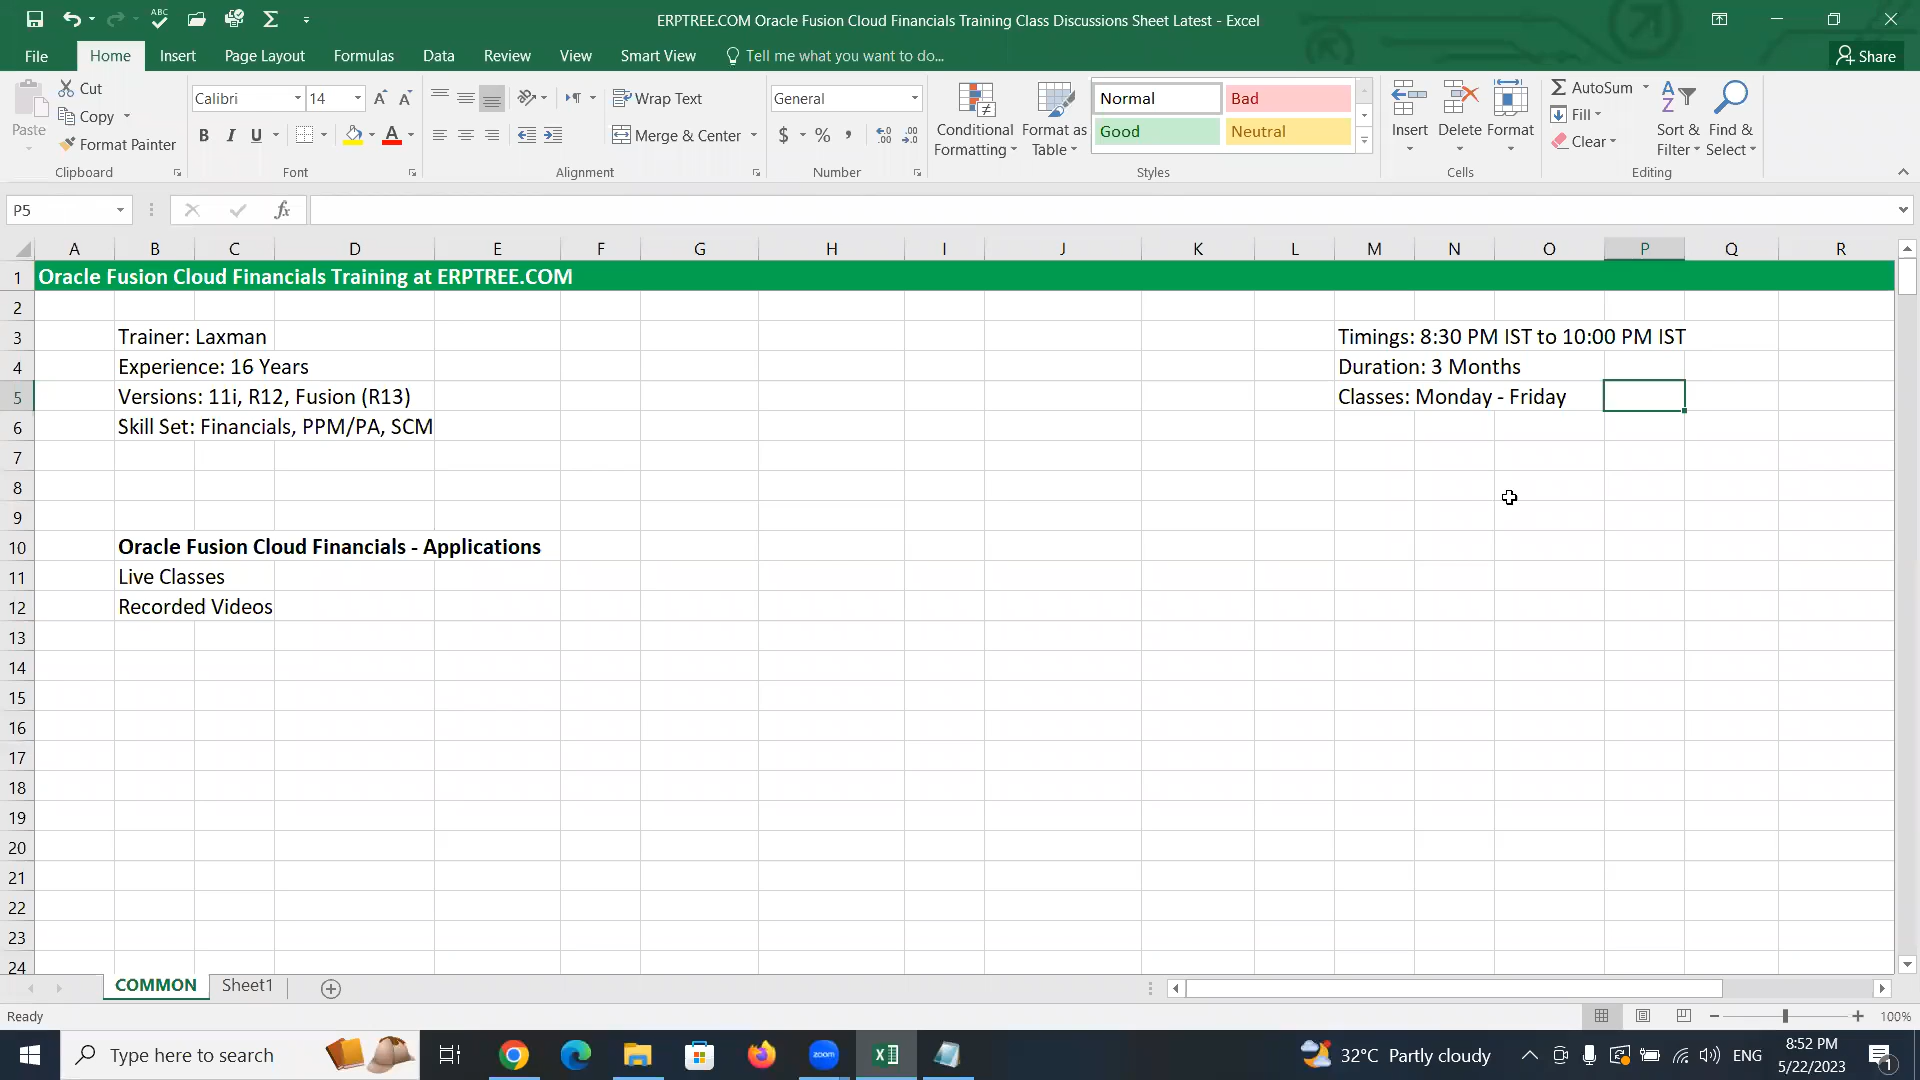 ERPTREE.COM Oracle Fusion Cloud Financials Training Class Discussions Sheet Latest - Excel
File Home Insert Page Layout Formulas Data Review View Smart View Tell me what you want to do... Share
Paste
Cut
Copy
Format Painter
Clipboard
Calibri 14
B I U
Font
Wrap Text
Merge & Center
Alignment
General
$ % ,
Number
Conditional Formatting
Format as Table
Normal Bad
Good Neutral
Styles
Insert Delete Format
Cells
AutoSum
Fill
Clear
Sort & Filter
Find & Select
Editing
P5
fx
A B C D E F G H I J K L M N O P Q R
1 Oracle Fusion Cloud Financials Training at ERPTREE.COM
2
3 Trainer: Laxman Timings: 8:30 PM IST to 10:00 PM IST
4 Experience: 16 Years Duration: 3 Months
5 Versions: 11i, R12, Fusion (R13) Classes: Monday - Friday
6 Skill Set: Financials, PPM/PA, SCM
7
8
9
10 Oracle Fusion Cloud Financials - Applications
11 Live Classes
12 Recorded Videos
13
14
15
16
17
18
19
20
21
22
23
24
COMMON Sheet1
Ready 100%
Type here to search
zoom
32°C Partly cloudy
ENG
8:52 PM
5/22/2023
1